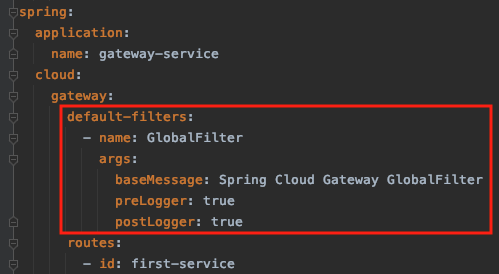 spring:
application:
name: gateway-service
cloud:
gateway:
default-filters:
- name: GlobalFilter
args:
baseMessage: Spring Cloud Gateway GlobalFilter
preLogger: true
postLogger: true
routes:
- id: first-service